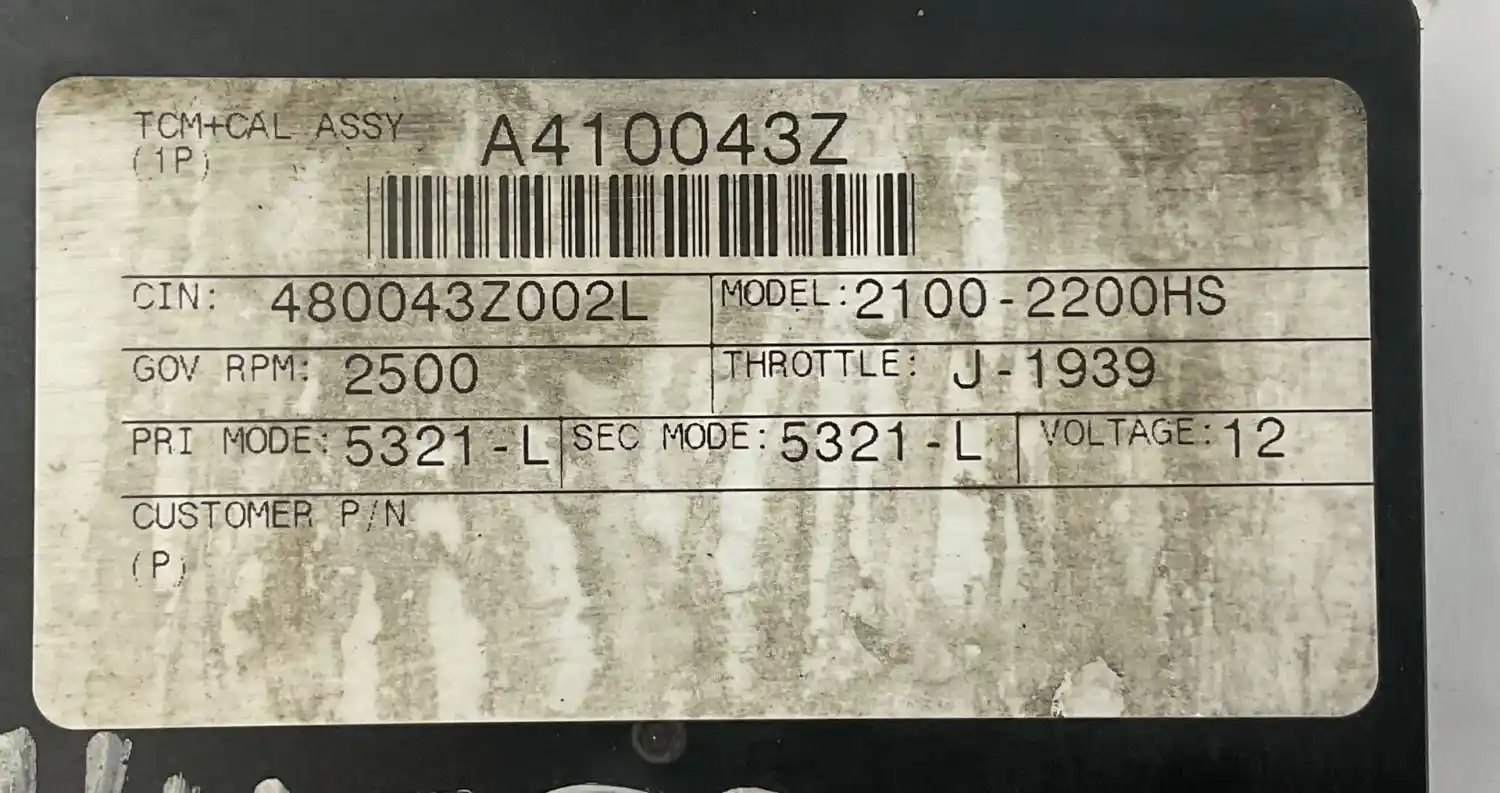 TCM+CAL ASSY A410043Z
(1P)
CIN: 480043Z002L MODEL: 2100-2200HS
GOV RPM: 2500 THROTTLE: J-1939
PRI MODE: 5321-L SEC MODE: 5321-L VOLTAGE: 12
CUSTOMER P/N
(P)